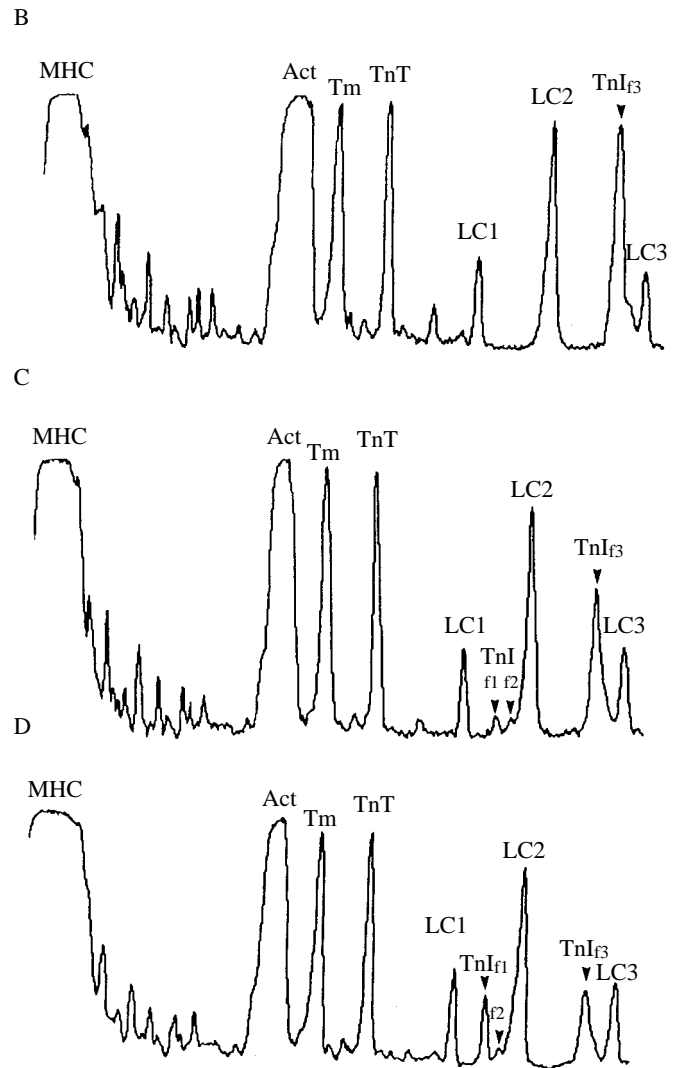 B
MHC Act Tm TnT LC1 LC2 TnIf3 LC3
C
MHC Act Tm TnT LC1 TnI f1 f2 LC2 TnIf3 LC3
D
MHC Act Tm TnT LC1 TnIf1 f2 LC2 TnIf3 LC3